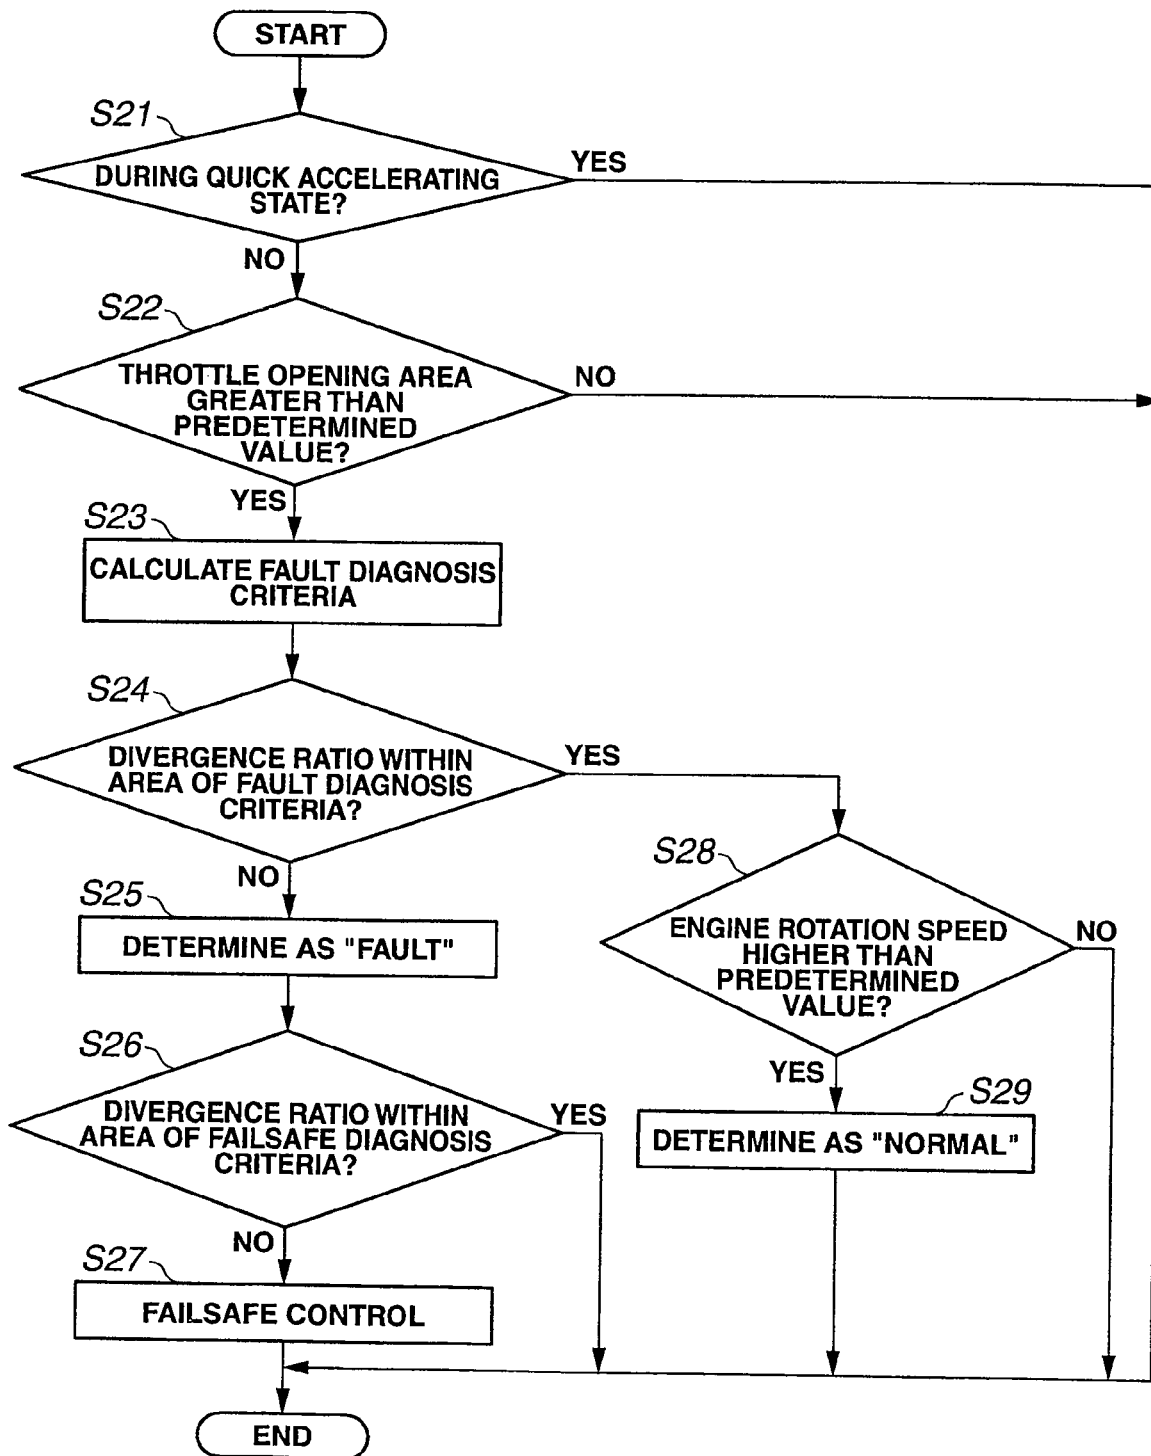 START
S21
DURING QUICK ACCELERATING
STATE?
YES
NO
S22
THROTTLE OPENING AREA
GREATER THAN
PREDETERMINED
VALUE?
NO
YES
S23
CALCULATE FAULT DIAGNOSIS
CRITERIA
S24
DIVERGENCE RATIO WITHIN
AREA OF FAULT DIAGNOSIS
CRITERIA?
YES
NO
S28
ENGINE ROTATION SPEED
HIGHER THAN
PREDETERMINED
VALUE?
NO
YES
S25
DETERMINE AS "FAULT"
S26
DIVERGENCE RATIO WITHIN
AREA OF FAILSAFE DIAGNOSIS
CRITERIA?
YES
NO
S29
DETERMINE AS "NORMAL"
S27
FAILSAFE CONTROL
END